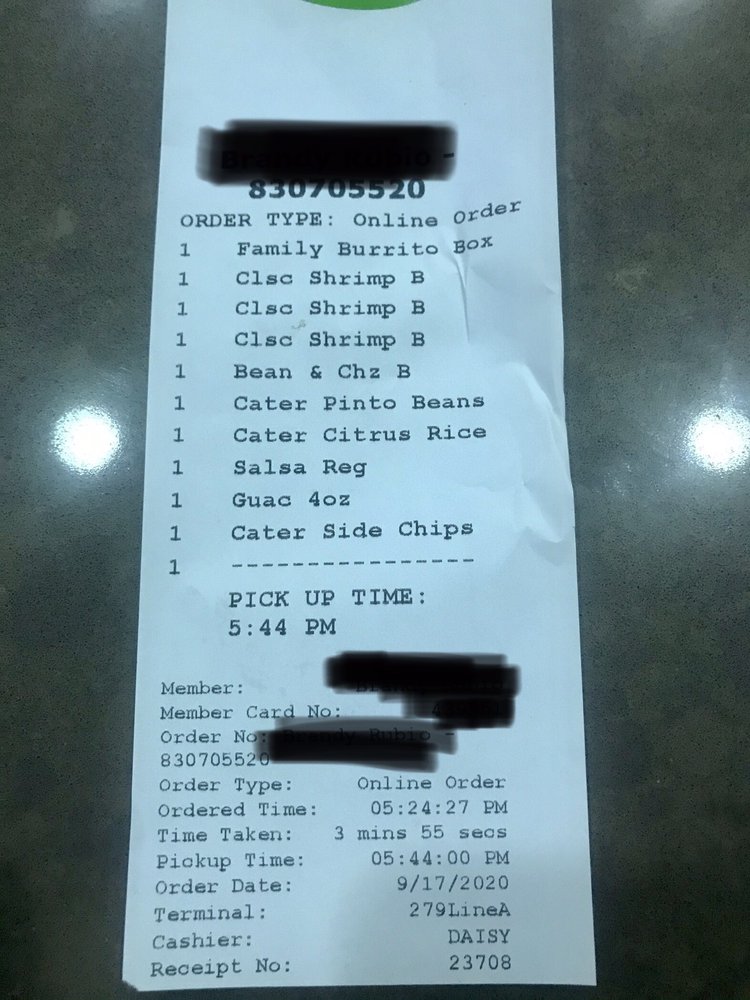 -
830705520
ORDER TYPE: Online Order
1 Family Burrito Box
1 Clsc Shrimp B
1 Clsc Shrimp B
1 Clsc Shrimp B
1 Bean & Chz B
1 Cater Pinto Beans
1 Cater Citrus Rice
1 Salsa Reg
1 Guac 4oz
1 Cater Side Chips
1 ----------------
PICK UP TIME:
5:44 PM
Member:
Member Card No:
Order No: -
830705520
Order Type: Online Order
Ordered Time: 05:24:27 PM
Time Taken: 3 mins 55 secs
Pickup Time: 05:44:00 PM
Order Date: 9/17/2020
Terminal: 279LineA
Cashier: DAISY
Receipt No: 23708